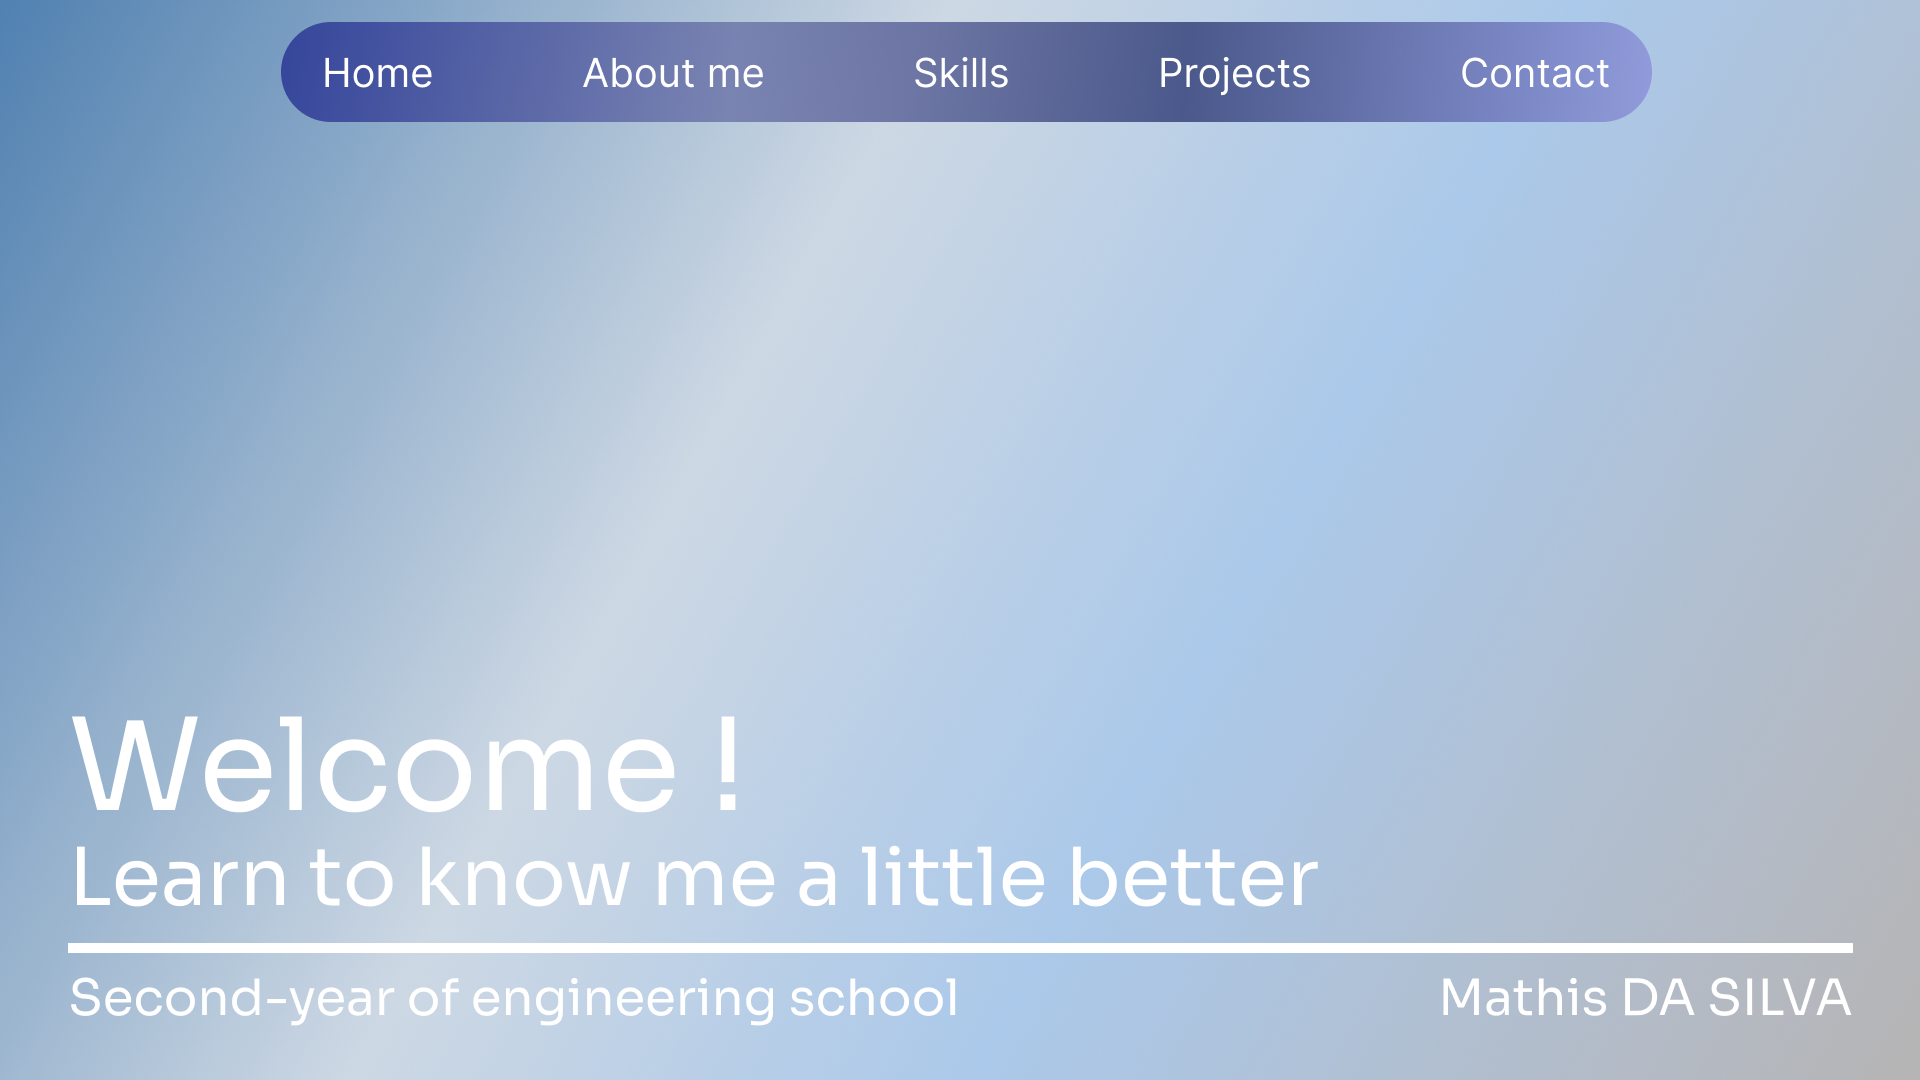 Home About me Skills Projects Contact
Welcome !
Learn to know me a little better
Second-year of engineering school Mathis DA SILVA